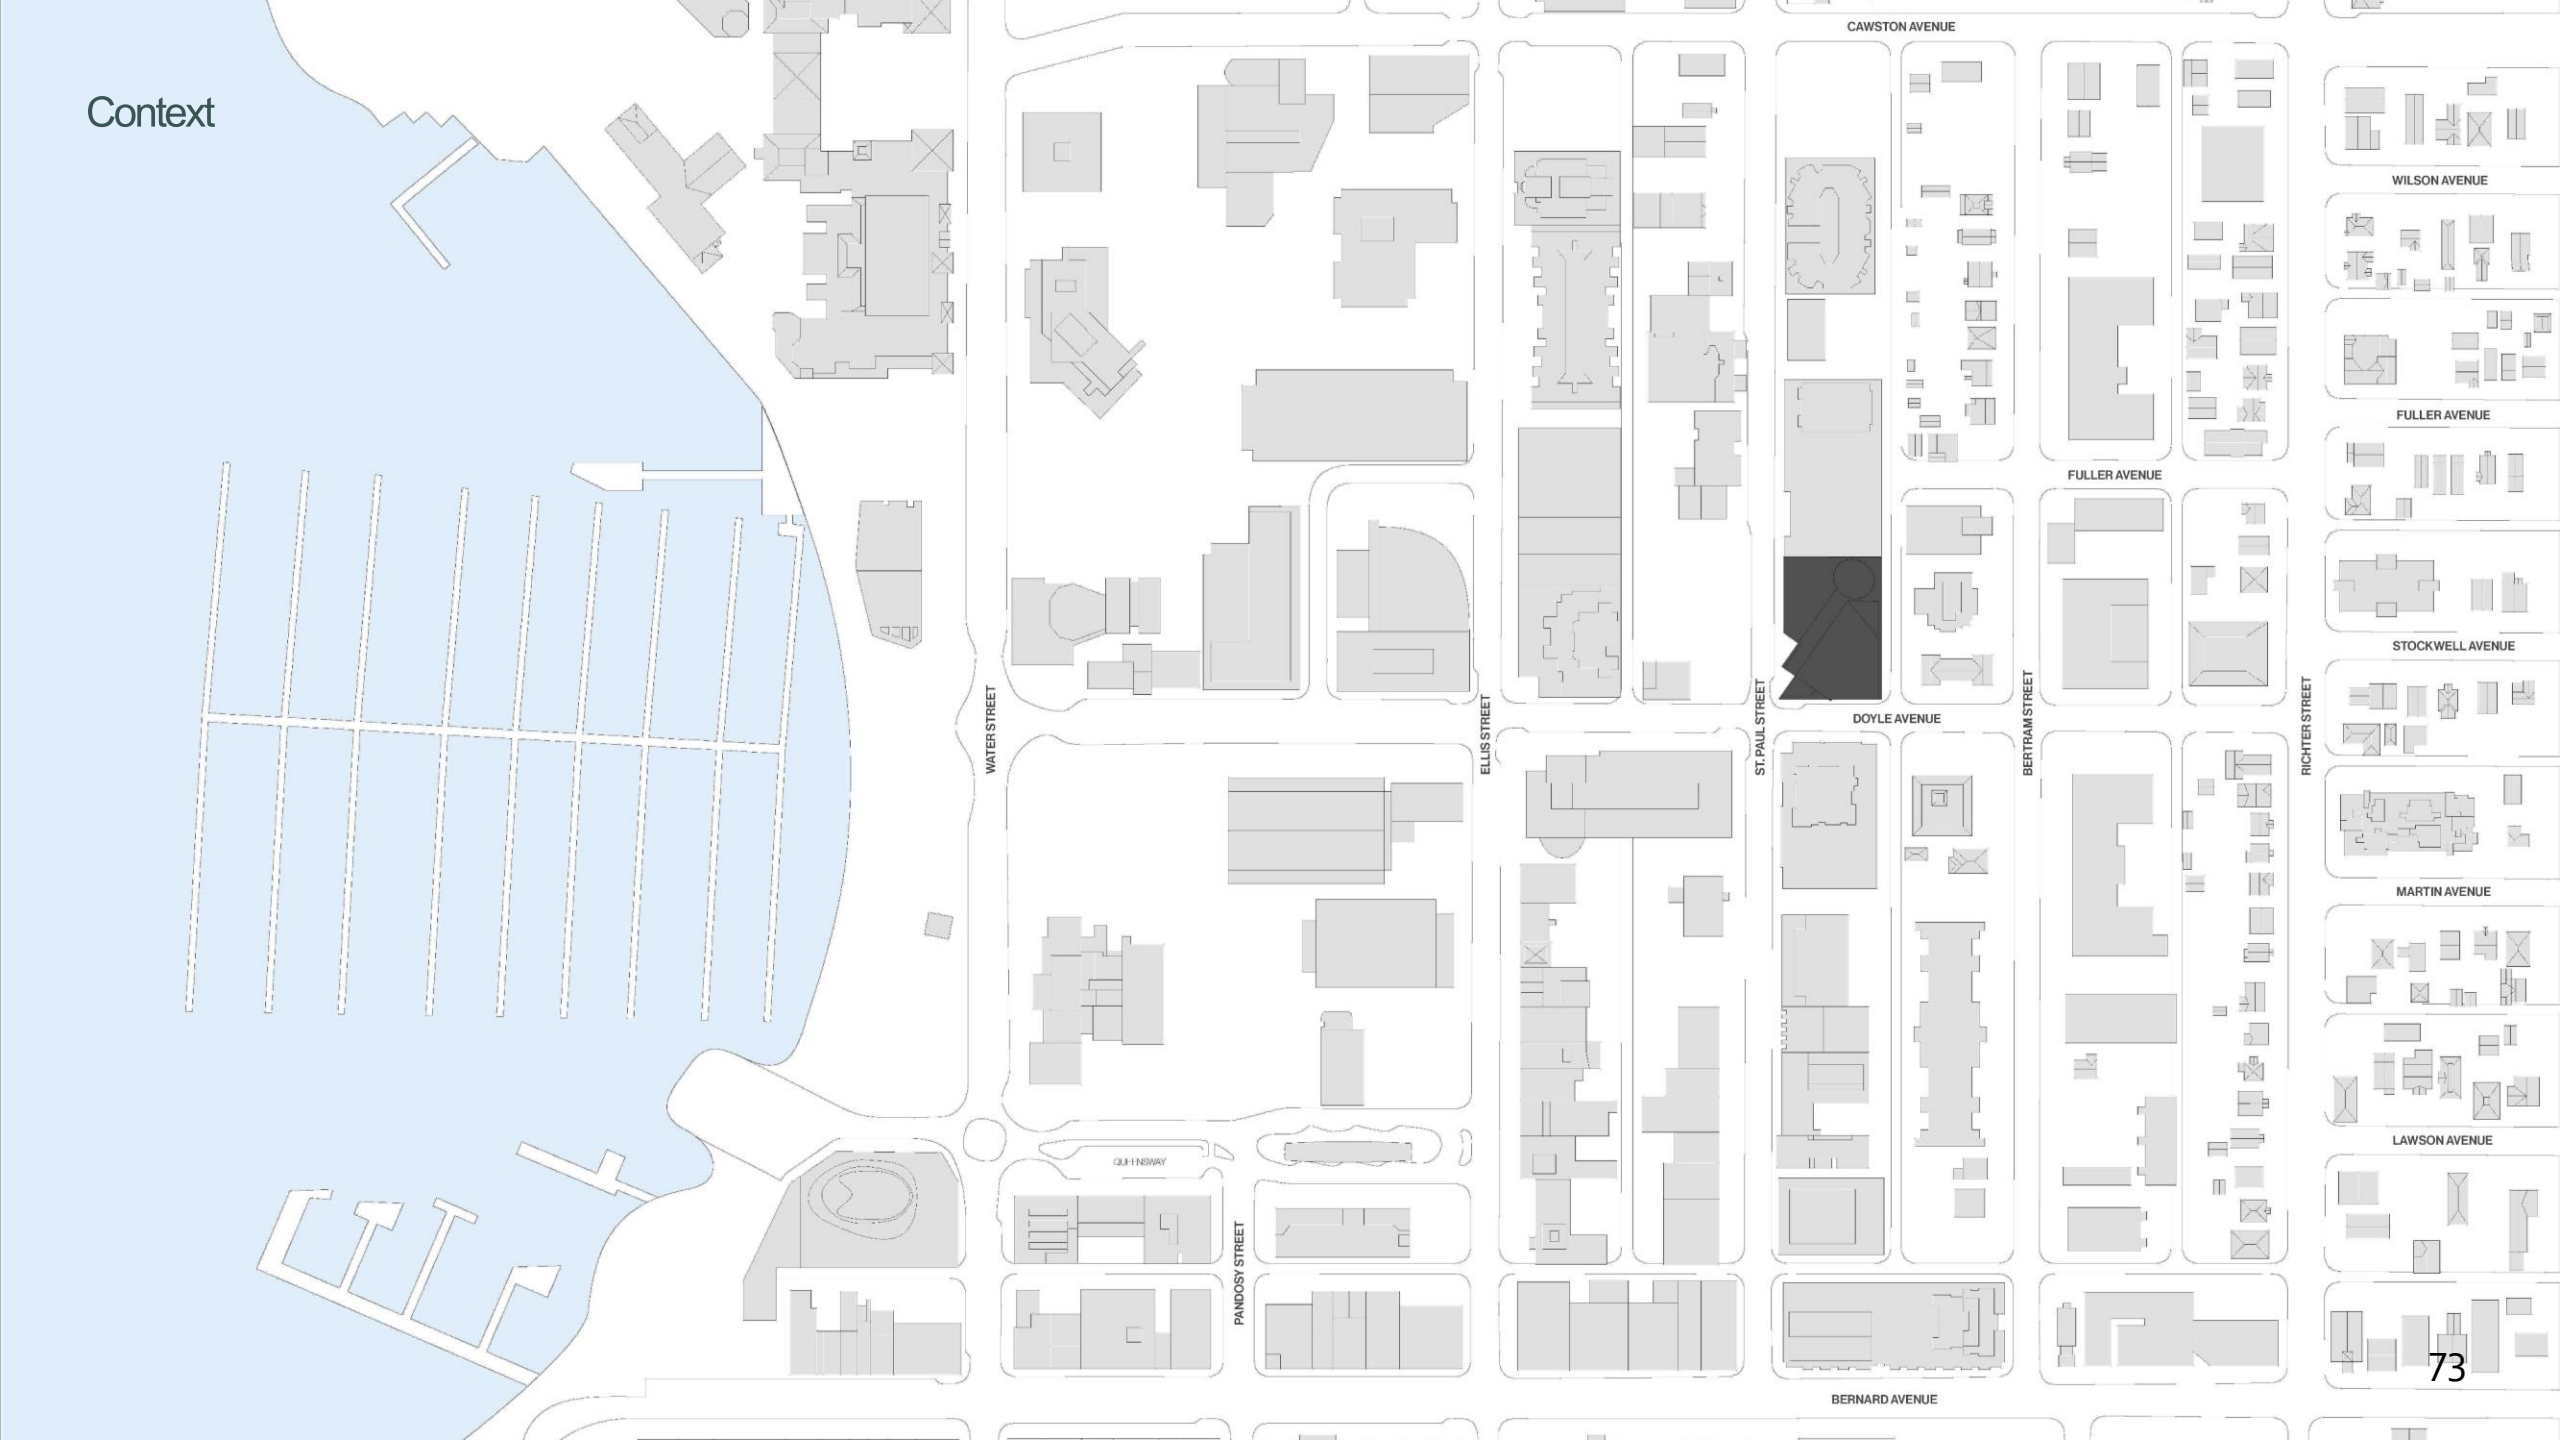 CAWSTON AVENUE
Context
WILSON AVENUE
FULLER AVENUE
FULLER AVENUE
STOCKWELL AVENUE
WATER STREET
ELLIS STREET
ST. PAUL STREET
BERTRAM STREET
RICHTER STREET
DOYLE AVENUE
MARTIN AVENUE
LAWSON AVENUE
QUEENSWAY
PANDOSY STREET
73
BERNARD AVENUE